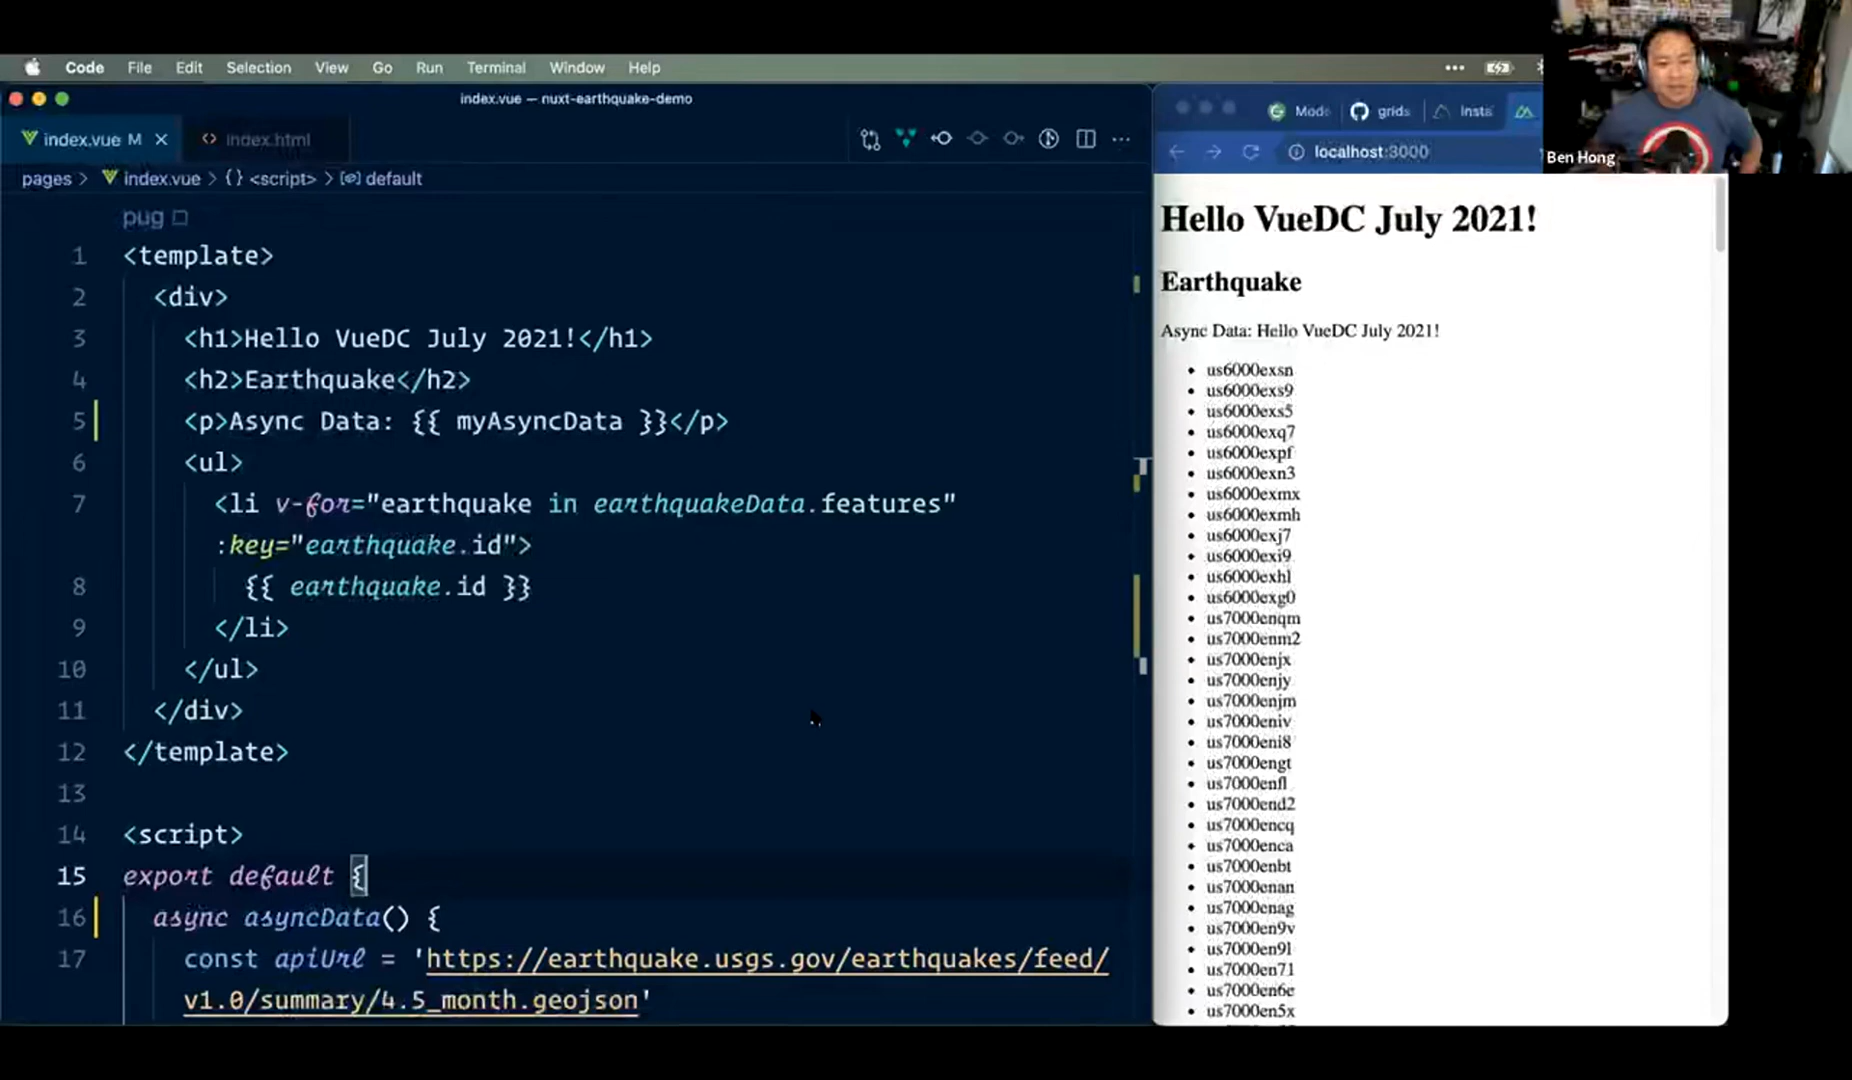 Code File Edit Selection View Go Run Terminal Window Help
index.vue — nuxt-earthquake-demo
index.vue M
index.html
pages > index.vue > {} <script> > default
pug
1 <template>
2 <div>
3 <h1>Hello VueDC July 2021!</h1>
4 <h2>Earthquake</h2>
5 <p>Async Data: {{ myAsyncData }}</p>
6 <ul>
7 <li v-for="earthquake in earthquakeData.features"
:key="earthquake.id">
8 {{ earthquake.id }}
9 </li>
10 </ul>
11 </div>
12 </template>
13
14 <script>
15 export default {
16 async asyncData() {
17 const apiUrl = 'https://earthquake.usgs.gov/earthquakes/feed/
v1.0/summary/4.5_month.geojson'
Mod
grids
Insta
localhost:3000
Hello VueDC July 2021!
Earthquake
Async Data: Hello VueDC July 2021!
us6000exsn
us6000exs9
us6000exs5
us6000exq7
us6000expf
us6000exn3
us6000exmx
us6000exmh
us6000exj7
us6000exi9
us6000exhl
us6000exg0
us7000enqm
us7000enm2
us7000enjx
us7000enjy
us7000enjm
us7000eniv
us7000eni8
us7000engt
us7000enfl
us7000end2
us7000encq
us7000enca
us7000enbt
us7000enan
us7000enag
us7000en9v
us7000en9l
us7000en71
us7000en6e
us7000en5x
Ben Hong